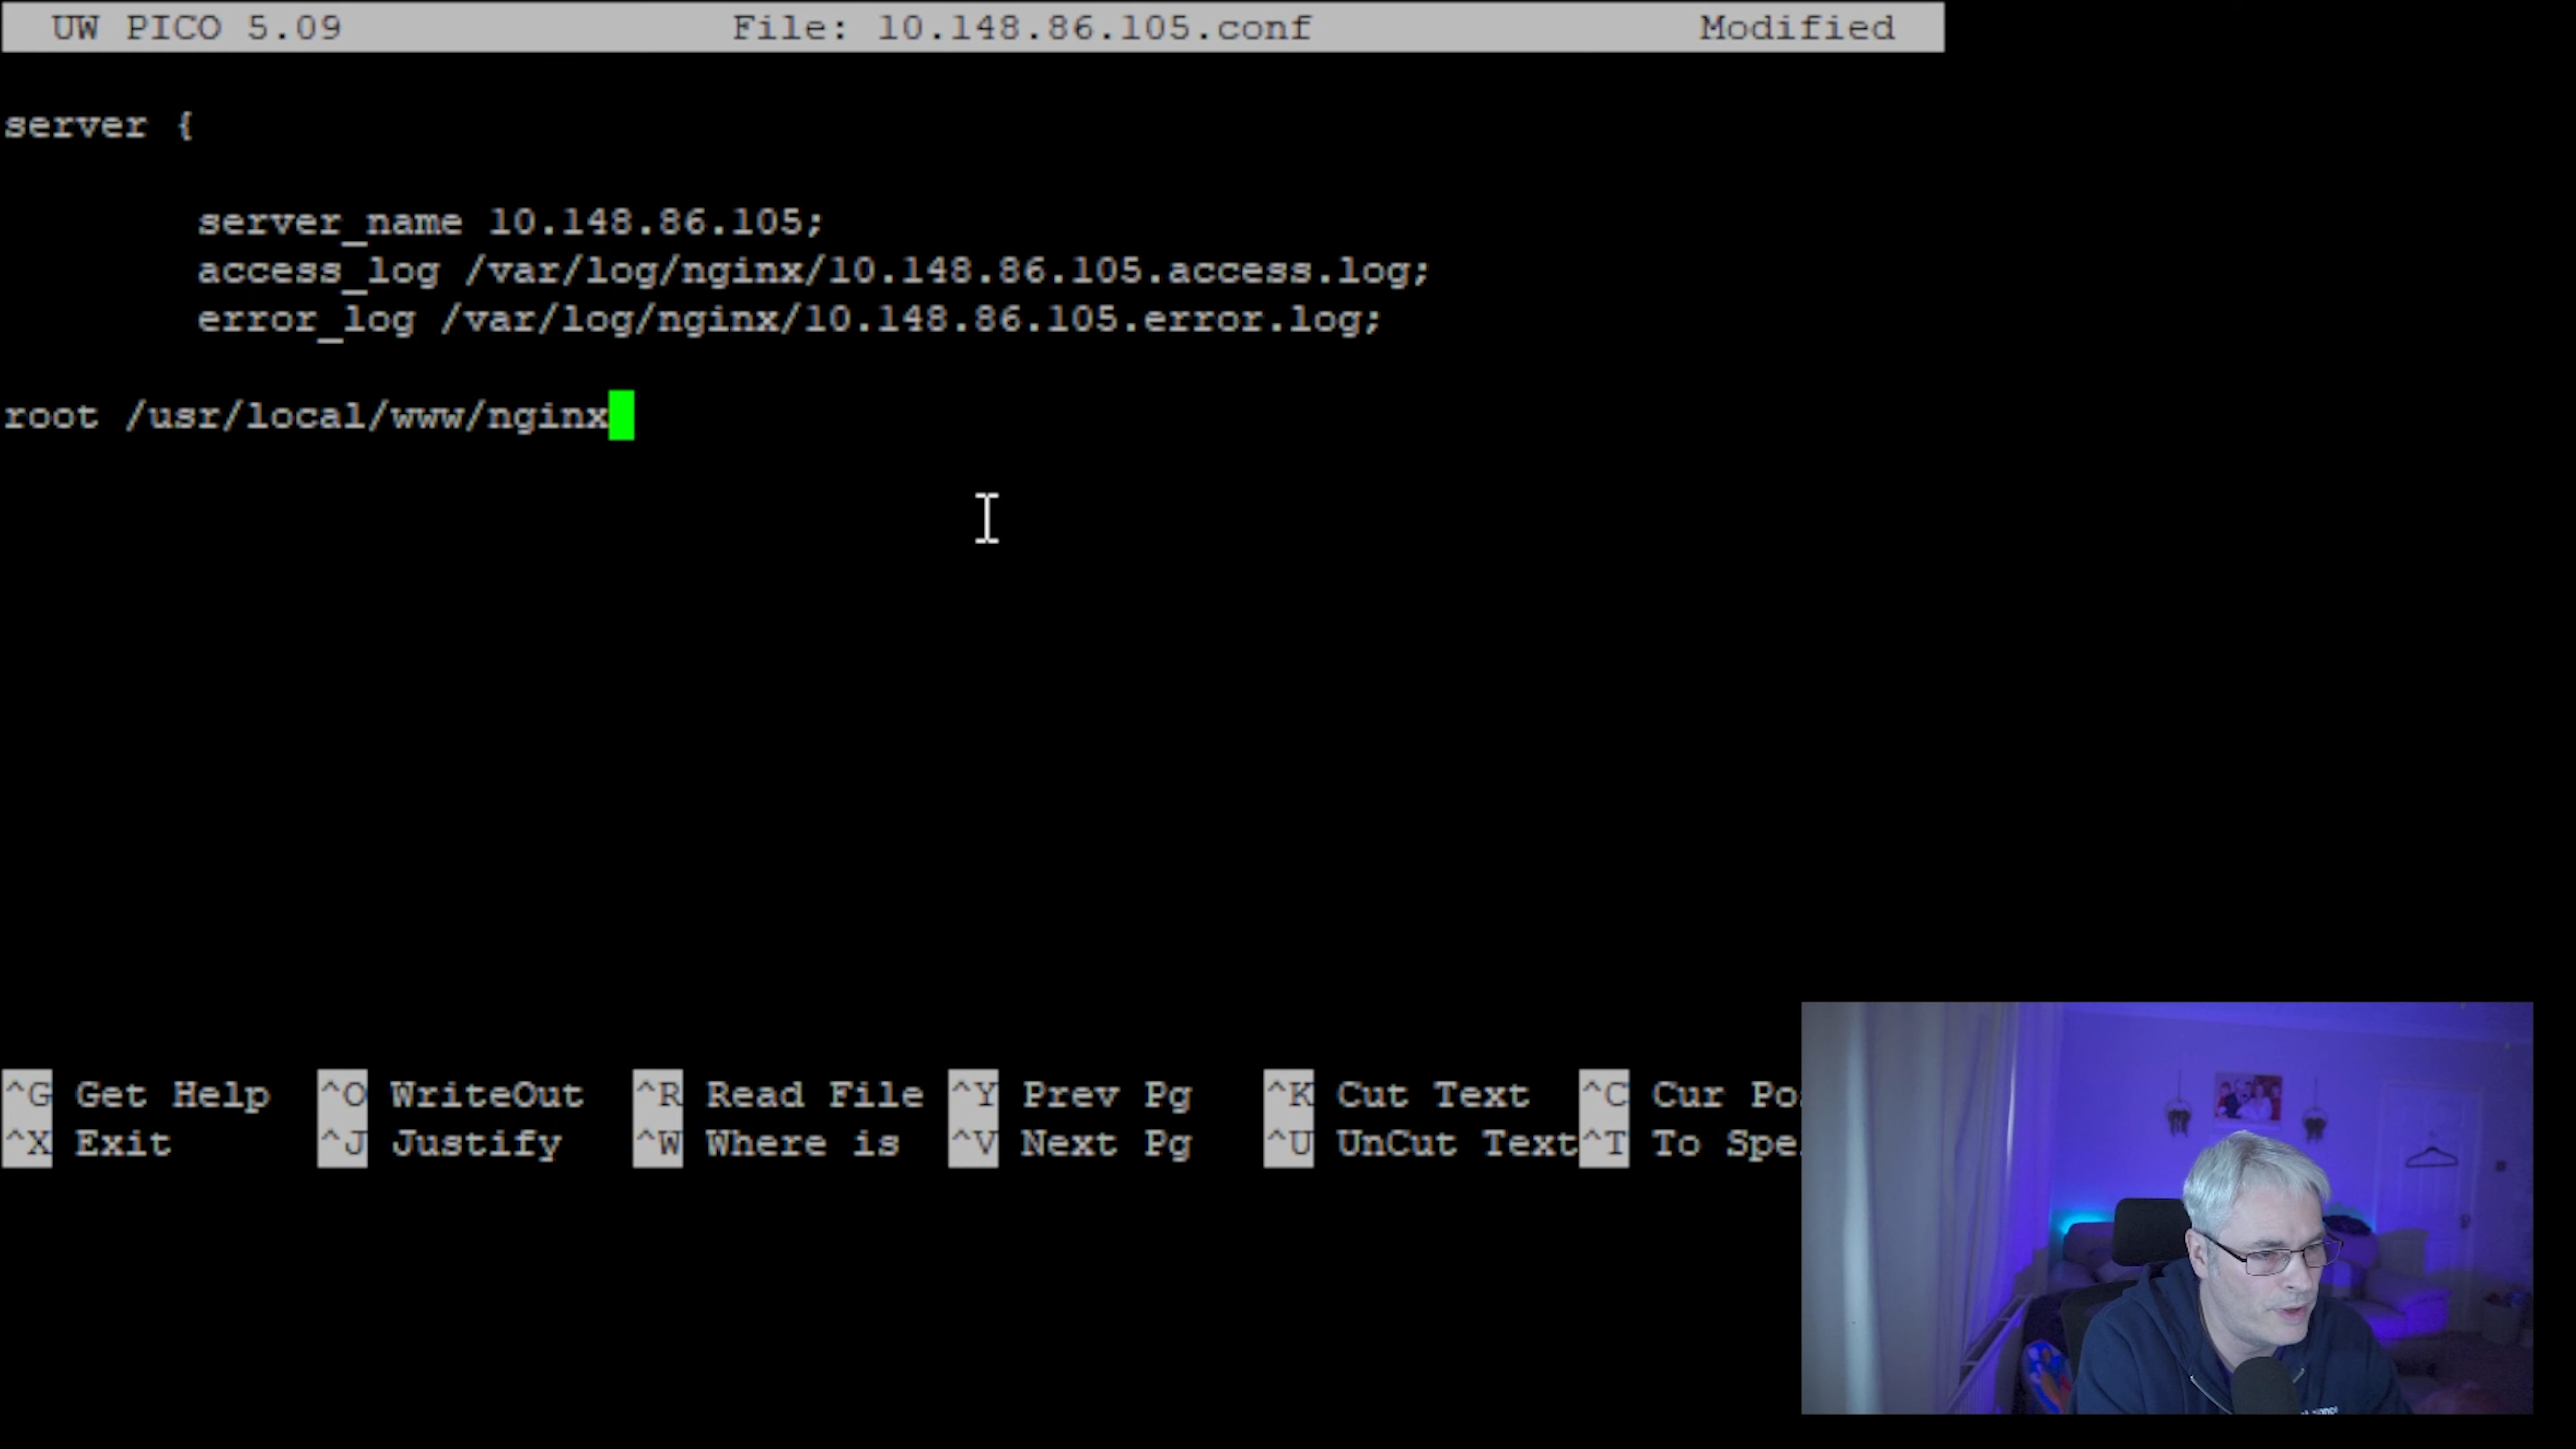 UW PICO 5.09 File: 10.148.86.105.conf Modified
server {
server_name 10.148.86.105;
access_log /var/log/nginx/10.148.86.105.access.log;
error_log /var/log/nginx/10.148.86.105.error.log;
root /usr/local/www/nginx
^G Get Help ^O WriteOut ^R Read File ^Y Prev Pg ^K Cut Text ^C Cur
^X Exit ^J Justify ^W Where is ^V Next Pg ^U UnCut Text ^T To